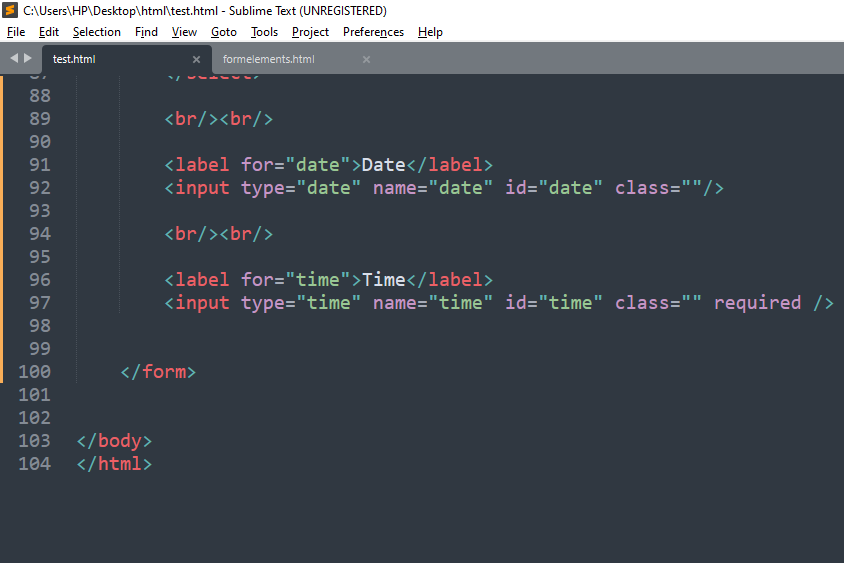 C:\Users\HP\Desktop\html\test.html - Sublime Text (UNREGISTERED)
File Edit Selection Find View Goto Tools Project Preferences Help
test.html × formelements.html ×
87 </select>
88
89 <br/><br/>
90
91 <label for="date">Date</label>
92 <input type="date" name="date" id="date" class=""/>
93
94 <br/><br/>
95
96 <label for="time">Time</label>
97 <input type="time" name="time" id="time" class="" required />
98
99
100 </form>
101
102
103 </body>
104 </html>